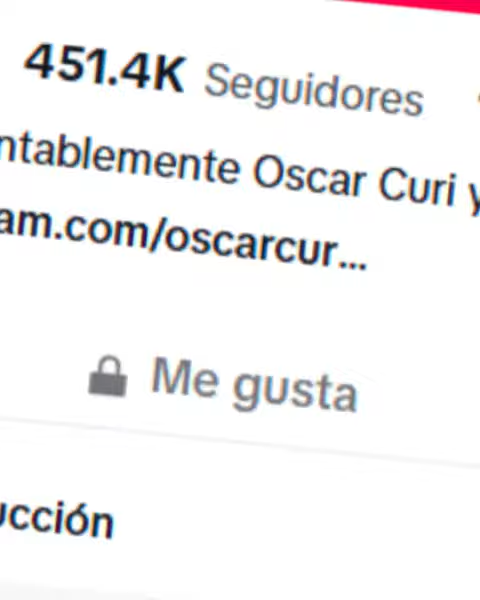 451.4K Seguidores
ntablemente Oscar Curi y
am.com/oscarcur...
Me gusta
ucción